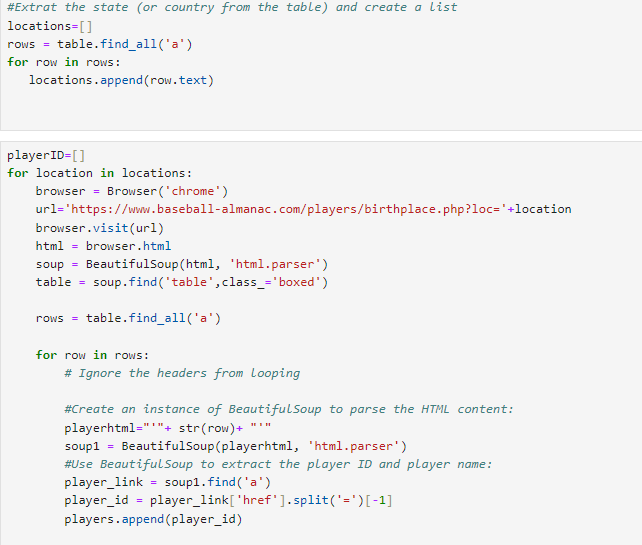 #Extrat the state (or country from the table) and create a list
locations=[]
rows = table.find_all('a')
for row in rows:
   locations.append(row.text)
playerID=[]
for location in locations:
    browser = Browser('chrome')
    url='https://www.baseball-almanac.com/players/birthplace.php?loc='+location
    browser.visit(url)
    html = browser.html
    soup = BeautifulSoup(html, 'html.parser')
    table = soup.find('table',class_='boxed')
    rows = table.find_all('a')
    for row in rows:
        # Ignore the headers from looping
        #Create an instance of BeautifulSoup to parse the HTML content:
        playerhtml="'"+ str(row)+ "'"
        soup1 = BeautifulSoup(playerhtml, 'html.parser')
        #Use BeautifulSoup to extract the player ID and player name:
        player_link = soup1.find('a')
        player_id = player_link['href'].split('=')[-1]
        players.append(player_id)